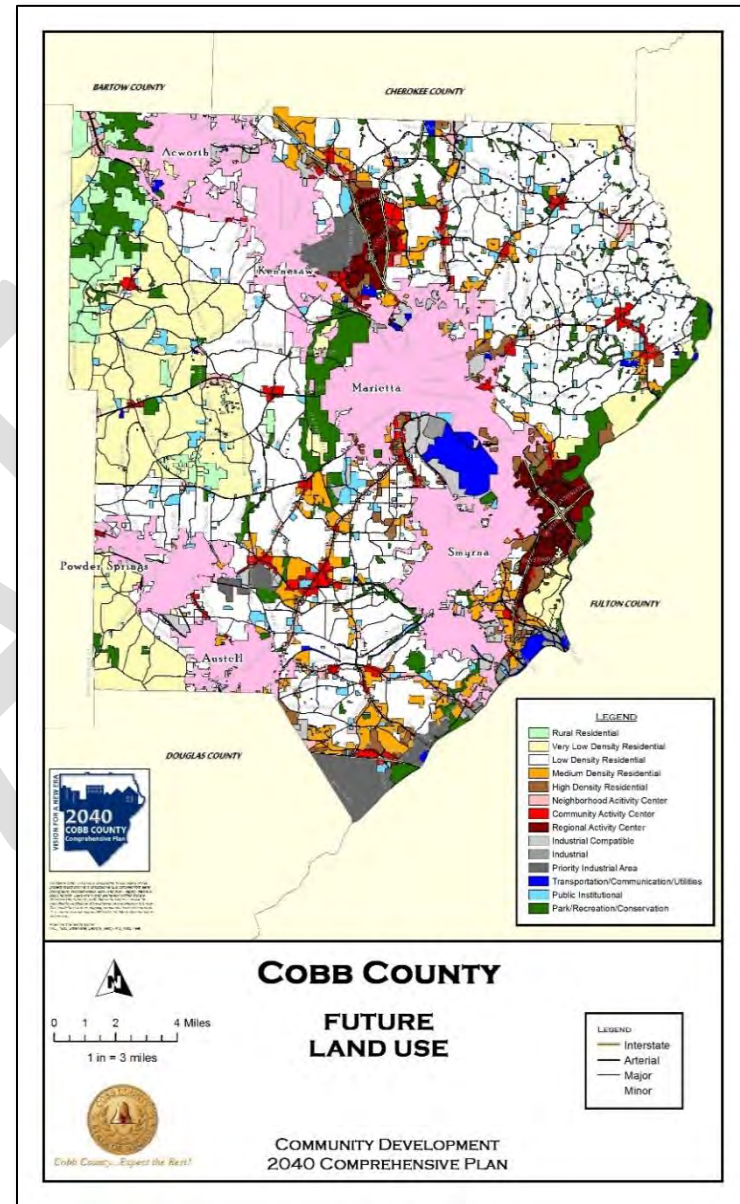 BARTOW COUNTY
CHEROKEE COUNTY
Acworth
Kennesaw
Marietta
Powder Springs
Smyrna
FULTON COUNTY
Austell
DOUGLAS COUNTY
LEGEND
Rural Residential
Very Low Density Residential
Low Density Residential
Medium Density Residential
High Density Residential
Neighborhood Acitivity Center
Community Activity Center
Regional Activity Center
Industrial Compatible
Industrial
Priority Industrial Area
Transportation/Communication/Utilities
Public Institutional
Park/Recreation/Conservation
VISION FOR A NEW ERA
2040
COBB COUNTY
Comprehensive Plan
COBB COUNTY
FUTURE
LAND USE
0 1 2 4 Miles
1 in = 3 miles
LEGEND
Interstate
Arterial
Major
Minor
Cobb County...Expect the Best!
COMMUNITY DEVELOPMENT
2040 COMPREHENSIVE PLAN